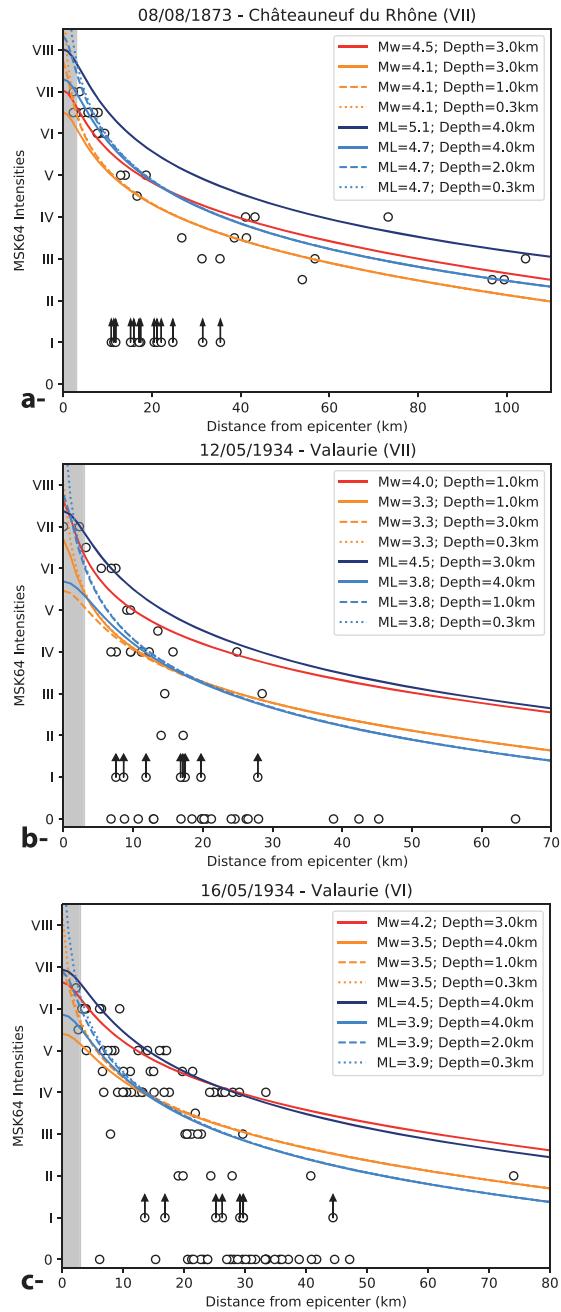 08/08/1873 - Châteauneuf du Rhône (VII)
VIII
VII
VI
V
IV
III
II
I
0
MSK64 Intensities
Mw=4.5; Depth=3.0km
Mw=4.1; Depth=3.0km
Mw=4.1; Depth=1.0km
Mw=4.1; Depth=0.3km
ML=5.1; Depth=4.0km
ML=4.7; Depth=4.0km
ML=4.7; Depth=2.0km
ML=4.7; Depth=0.3km
a-
0 20 40 60 80 100
Distance from epicenter (km)
12/05/1934 - Valaurie (VII)
VIII
VII
VI
V
IV
III
II
I
0
MSK64 Intensities
Mw=4.0; Depth=1.0km
Mw=3.3; Depth=1.0km
Mw=3.3; Depth=3.0km
Mw=3.3; Depth=0.3km
ML=4.5; Depth=3.0km
ML=3.8; Depth=4.0km
ML=3.8; Depth=1.0km
ML=3.8; Depth=0.3km
b-
0 10 20 30 40 50 60 70
Distance from epicenter (km)
16/05/1934 - Valaurie (VI)
VIII
VII
VI
V
IV
III
II
I
0
MSK64 Intensities
Mw=4.2; Depth=3.0km
Mw=3.5; Depth=4.0km
Mw=3.5; Depth=1.0km
Mw=3.5; Depth=0.3km
ML=4.5; Depth=4.0km
ML=3.9; Depth=4.0km
ML=3.9; Depth=2.0km
ML=3.9; Depth=0.3km
c-
0 10 20 30 40 50 60 70 80
Distance from epicenter (km)